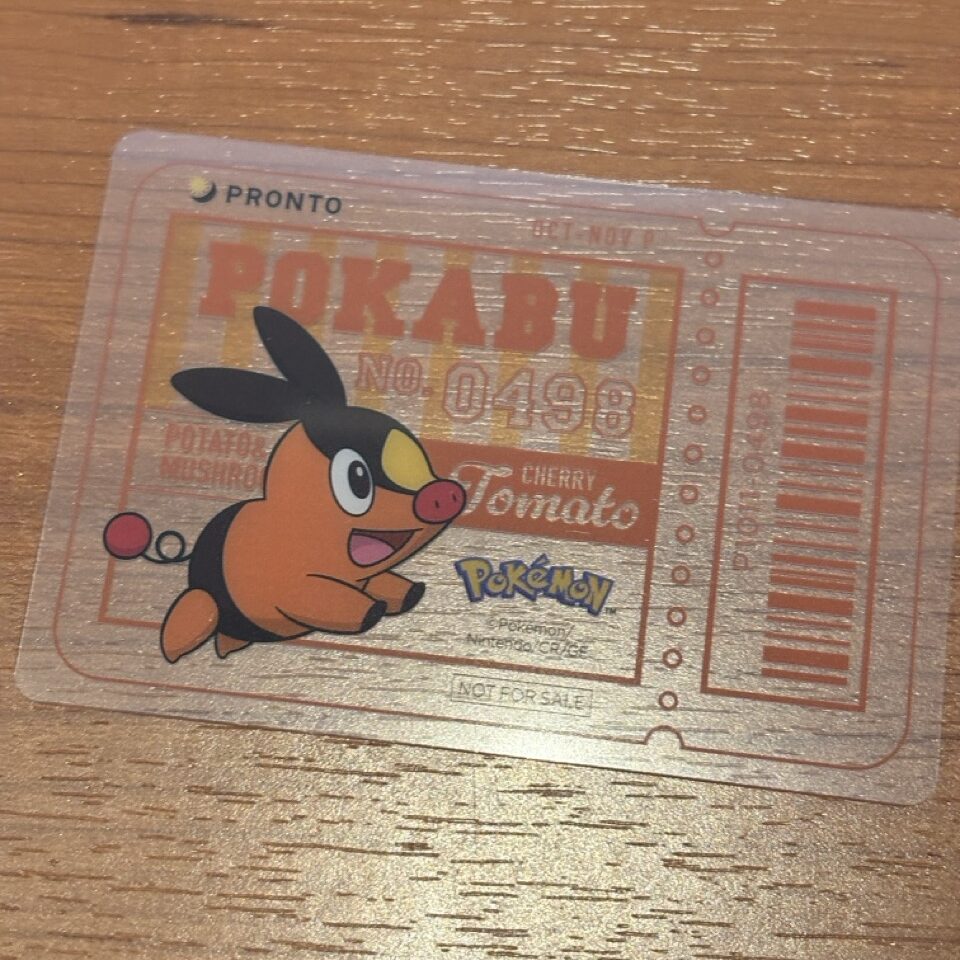 PRONTO
OCT-NOV P
POKABU
NO. 0498
POTATO&
MUSHRO
CHERRY
Tomato
POKéMON™
©Pokémon/
Nintendo/CR/GF
NOT FOR SALE
P1011-0498